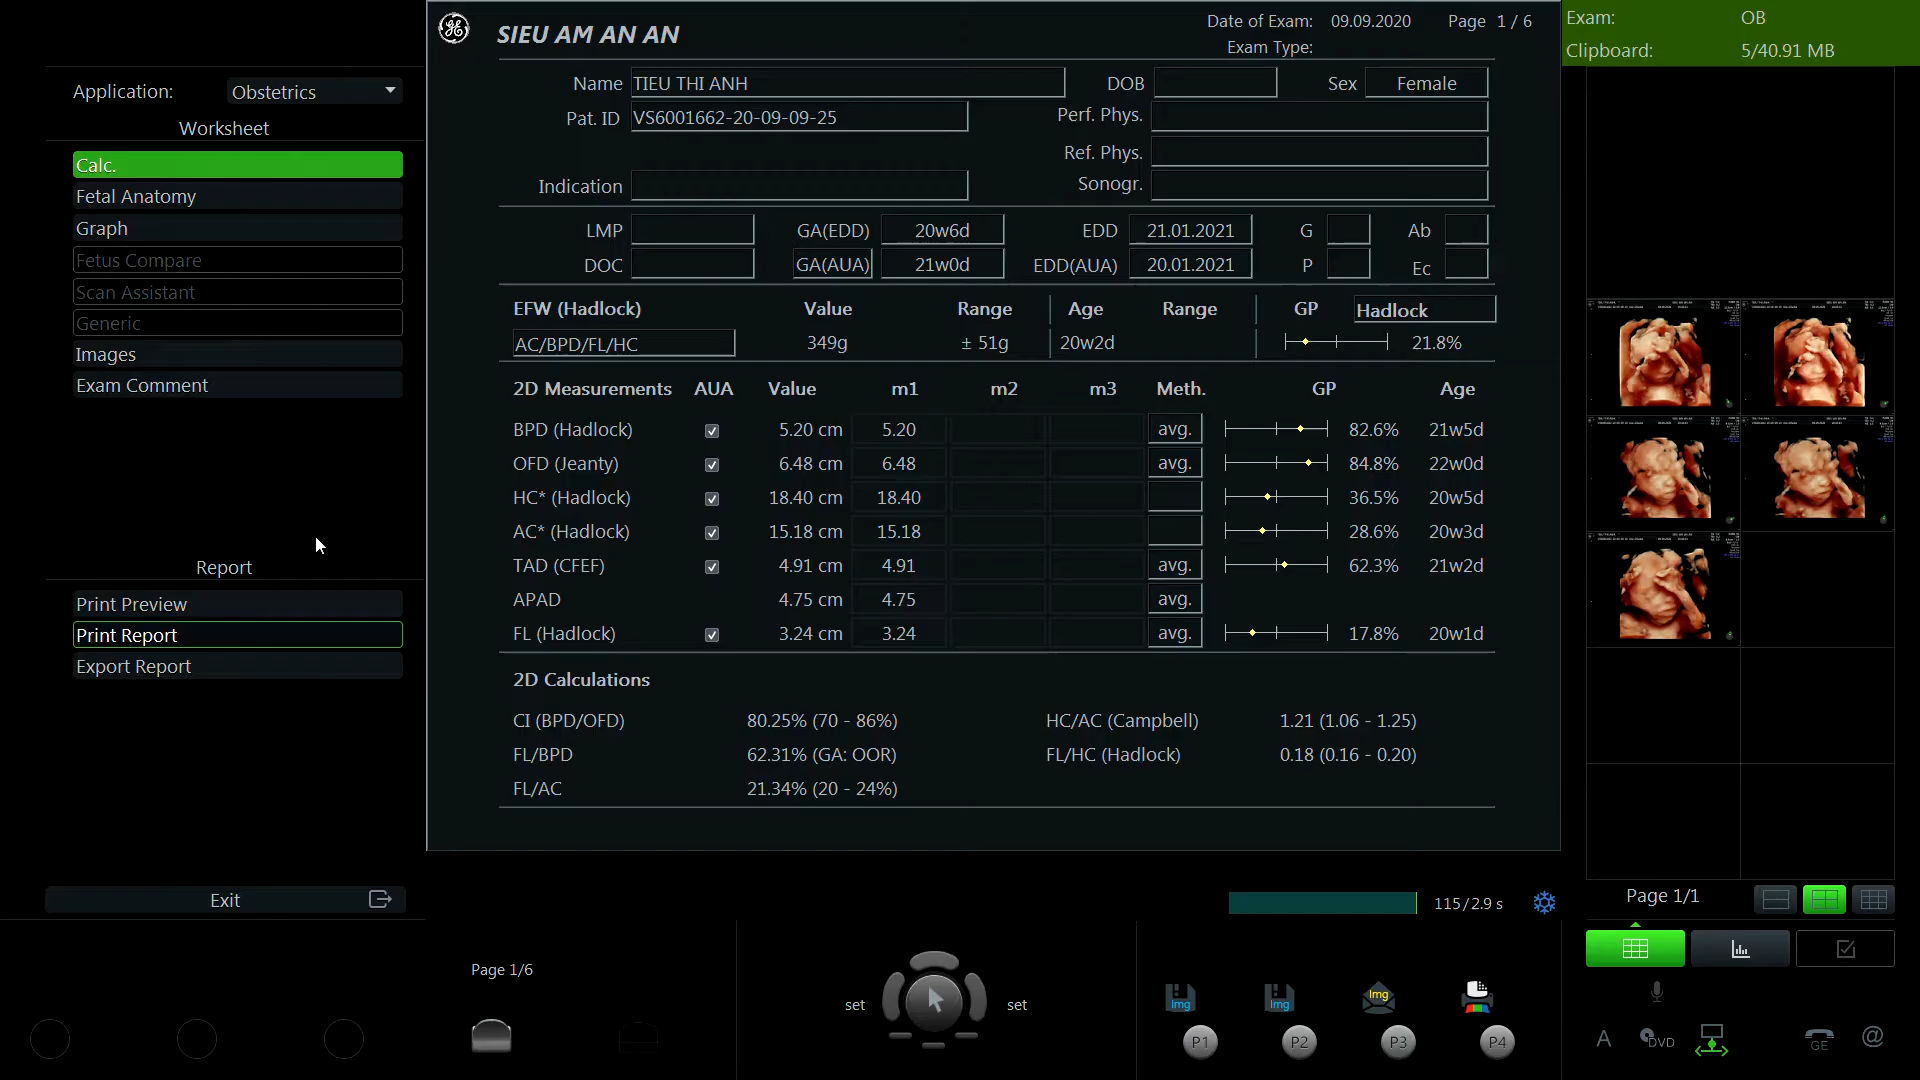 SIEU AM AN AN
Date of Exam: 09.09.2020 Page 1 / 6
Exam Type:
Exam: OB
Clipboard: 5/40.91 MB
Application: Obstetrics
Worksheet
Calc.
Fetal Anatomy
Graph
Fetus Compare
Scan Assistant
Generic
Images
Exam Comment
Report
Print Preview
Print Report
Export Report
Exit
Name TIEU THI ANH DOB Sex Female
Pat. ID VS6001662-20-09-09-25 Perf. Phys.
Ref. Phys.
Indication Sonogr.
LMP GA(EDD) 20w6d EDD 21.01.2021 G Ab
DOC GA(AUA) 21w0d EDD(AUA) 20.01.2021 P Ec
EFW (Hadlock) Value Range Age Range GP Hadlock
AC/BPD/FL/HC 349g ± 51g 20w2d 21.8%
2D Measurements AUA Value m1 m2 m3 Meth. GP Age
BPD (Hadlock) 5.20 cm 5.20 avg. 82.6% 21w5d
OFD (Jeanty) 6.48 cm 6.48 avg. 84.8% 22w0d
HC* (Hadlock) 18.40 cm 18.40 36.5% 20w5d
AC* (Hadlock) 15.18 cm 15.18 28.6% 20w3d
TAD (CFEF) 4.91 cm 4.91 avg. 62.3% 21w2d
APAD 4.75 cm 4.75 avg.
FL (Hadlock) 3.24 cm 3.24 avg. 17.8% 20w1d
2D Calculations
CI (BPD/OFD) 80.25% (70 - 86%) HC/AC (Campbell) 1.21 (1.06 - 1.25)
FL/BPD 62.31% (GA: OOR) FL/HC (Hadlock) 0.18 (0.16 - 0.20)
FL/AC 21.34% (20 - 24%)
115/2.9 s
Page 1/1
Page 1/6
set set
Img Img Img
P1 P2 P3 P4
A DVD GE @